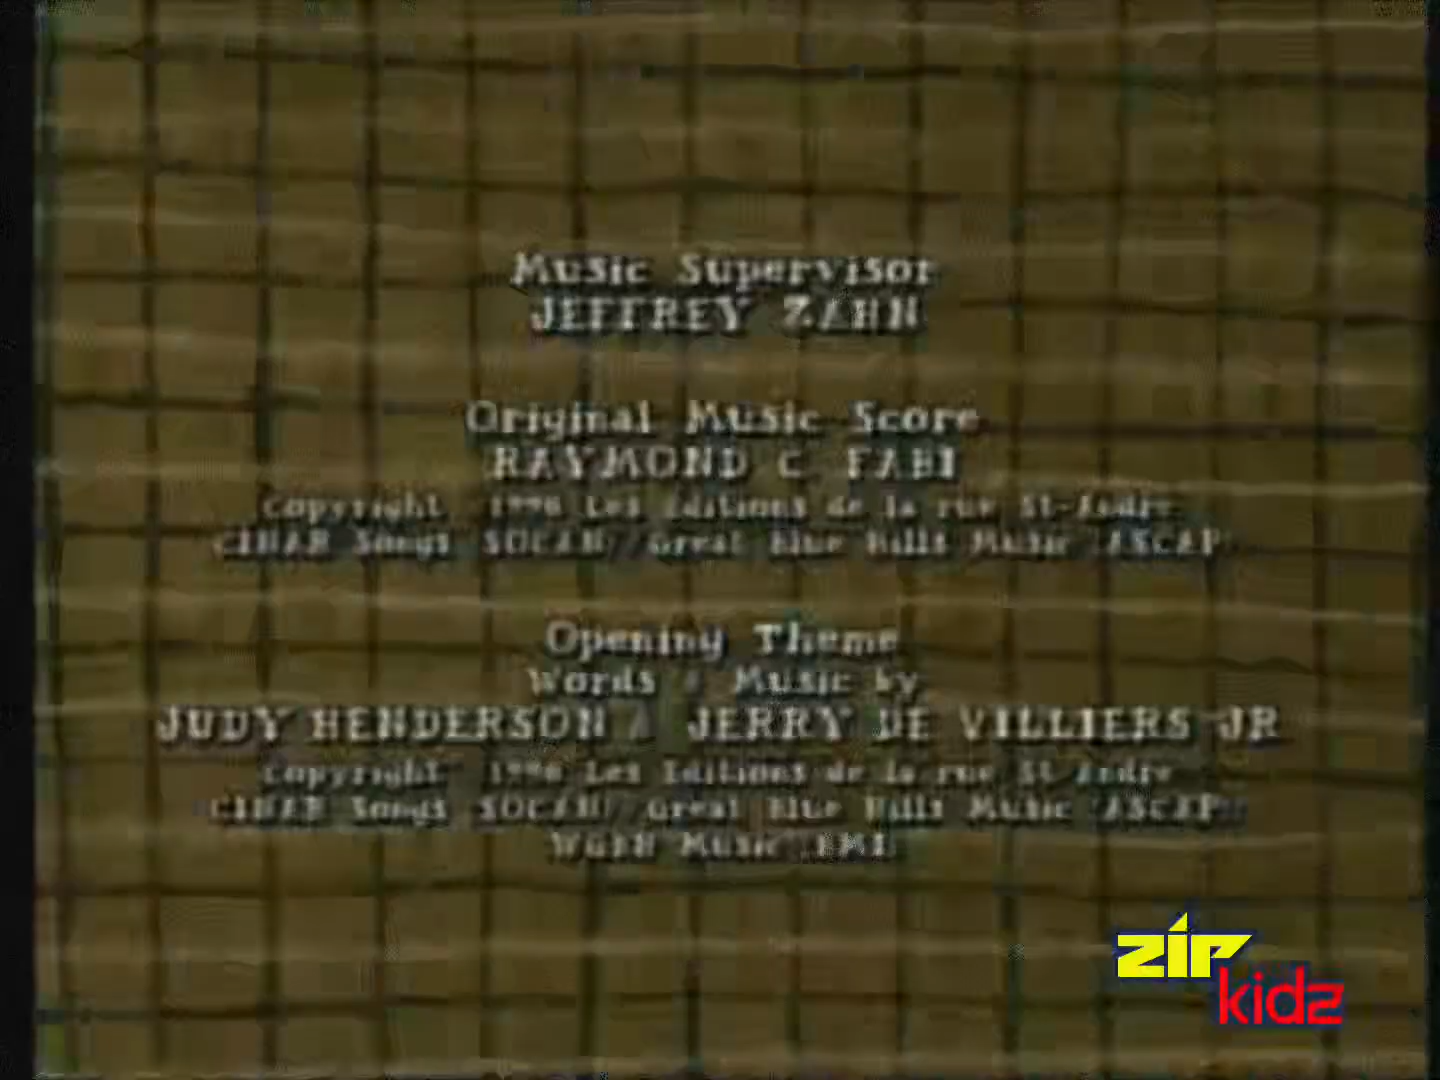 Music Supervisor
JEFFREY ZAHN
Original Music Score
RAYMOND C. FABI
Copyright 1996 Les Editions de la rue St-Andre
CINAR Songs (SOCAN)/Great Blue Hills Music (ASCAP)
Opening Theme
Words & Music by
JUDY HENDERSON / JERRY DE VILLIERS JR
Copyright 1996 Les Editions de la rue St-Andre
CINAR Songs (SOCAN)/Great Blue Hills Music (ASCAP)
WGBH Music (BMI)
zip
kidz